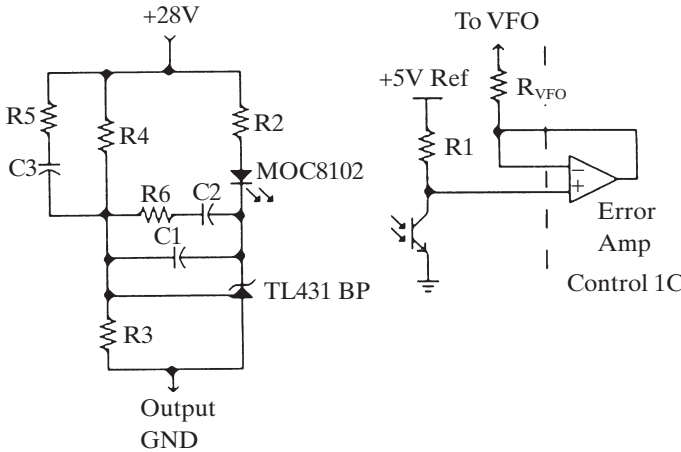 +28V
To VFO
+5V Ref
R_VFO
R5
R4
R2
R1
C3
MOC8102
R6
C2
C1
−
+
Error
Amp
Control 1C
TL431 BP
R3
Output
GND